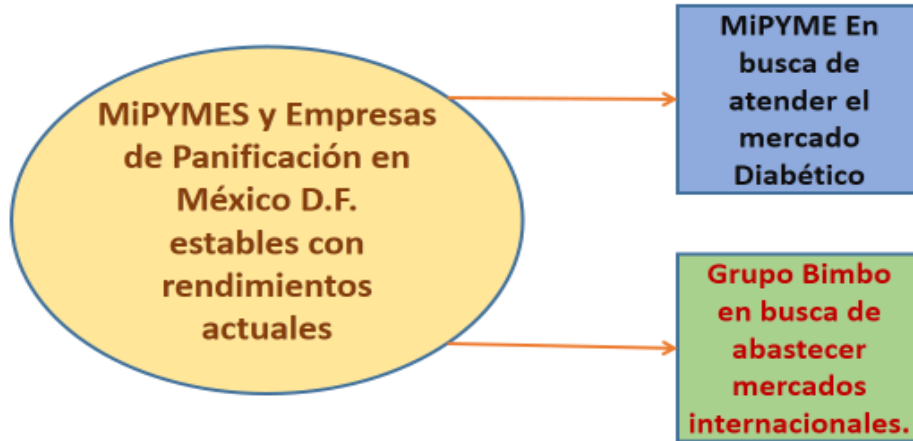 MiPYMES y Empresas
de Panificación en
México D.F.
estables con
rendimientos
actuales
MiPYME En
busca de
atender el
mercado
Diabético
Grupo Bimbo
en busca de
abastecer
mercados
internacionales.